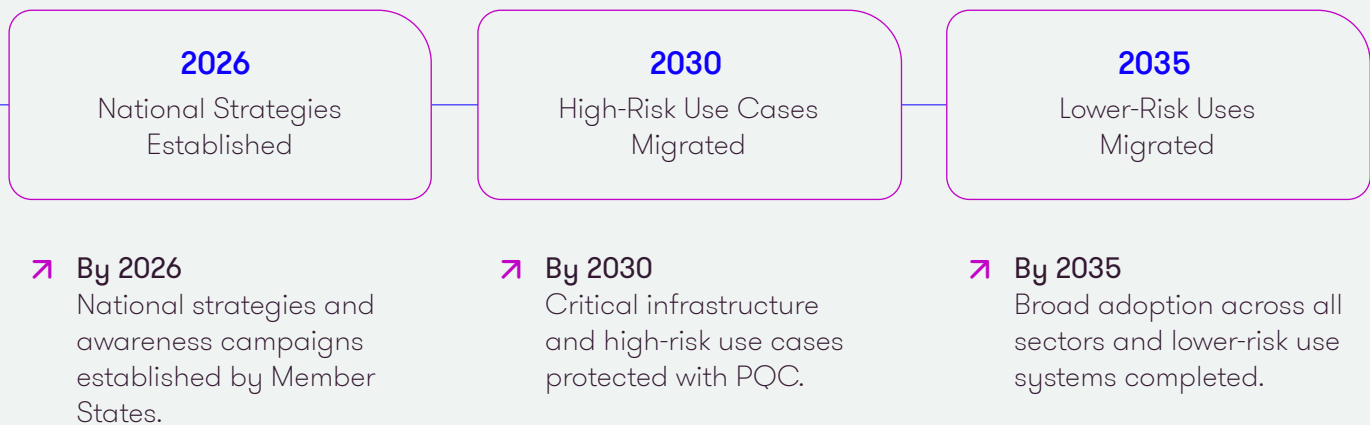 2026
National Strategies
Established
2030
High-Risk Use Cases
Migrated
2035
Lower-Risk Uses
Migrated
By 2026
National strategies and
awareness campaigns
established by Member
States.
By 2030
Critical infrastructure
and high-risk use cases
protected with PQC.
By 2035
Broad adoption across all
sectors and lower-risk use
systems completed.